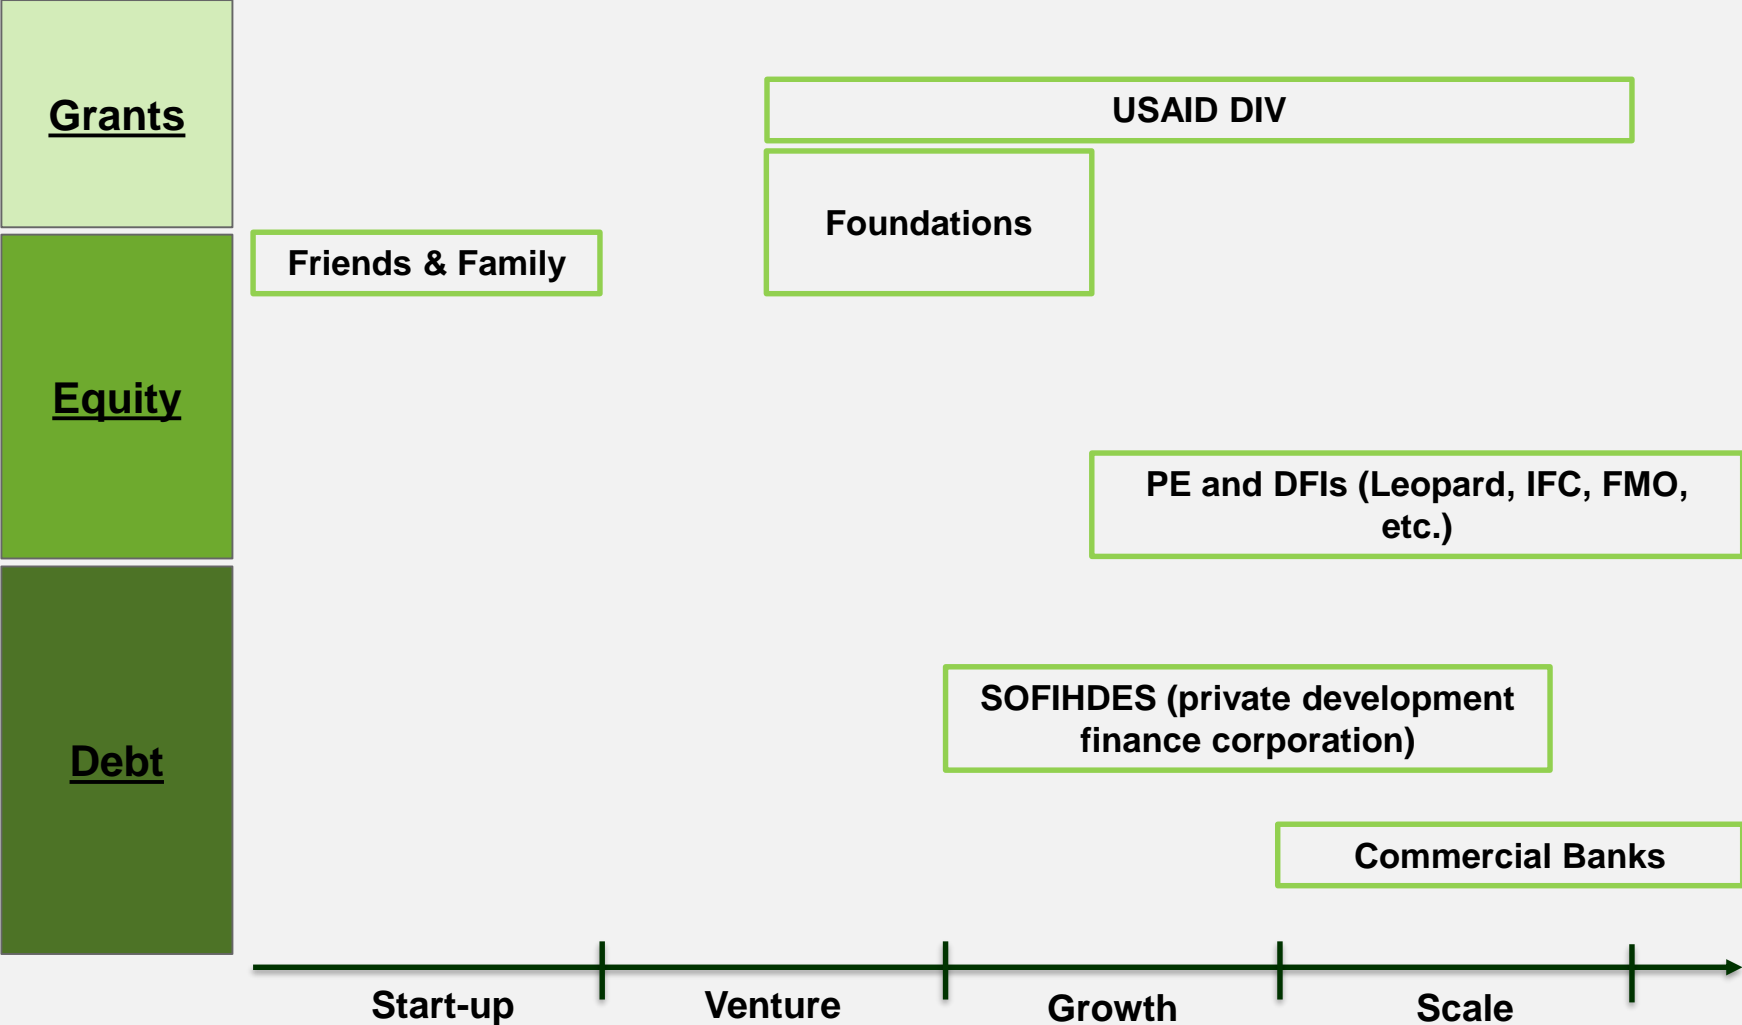 Grants
USAID DIV
Foundations
Friends & Family
Equity
PE and DFIs (Leopard, IFC, FMO,
etc.)
SOFIHDES (private development
finance corporation)
Debt
Commercial Banks
Start-up
Venture
Growth
Scale